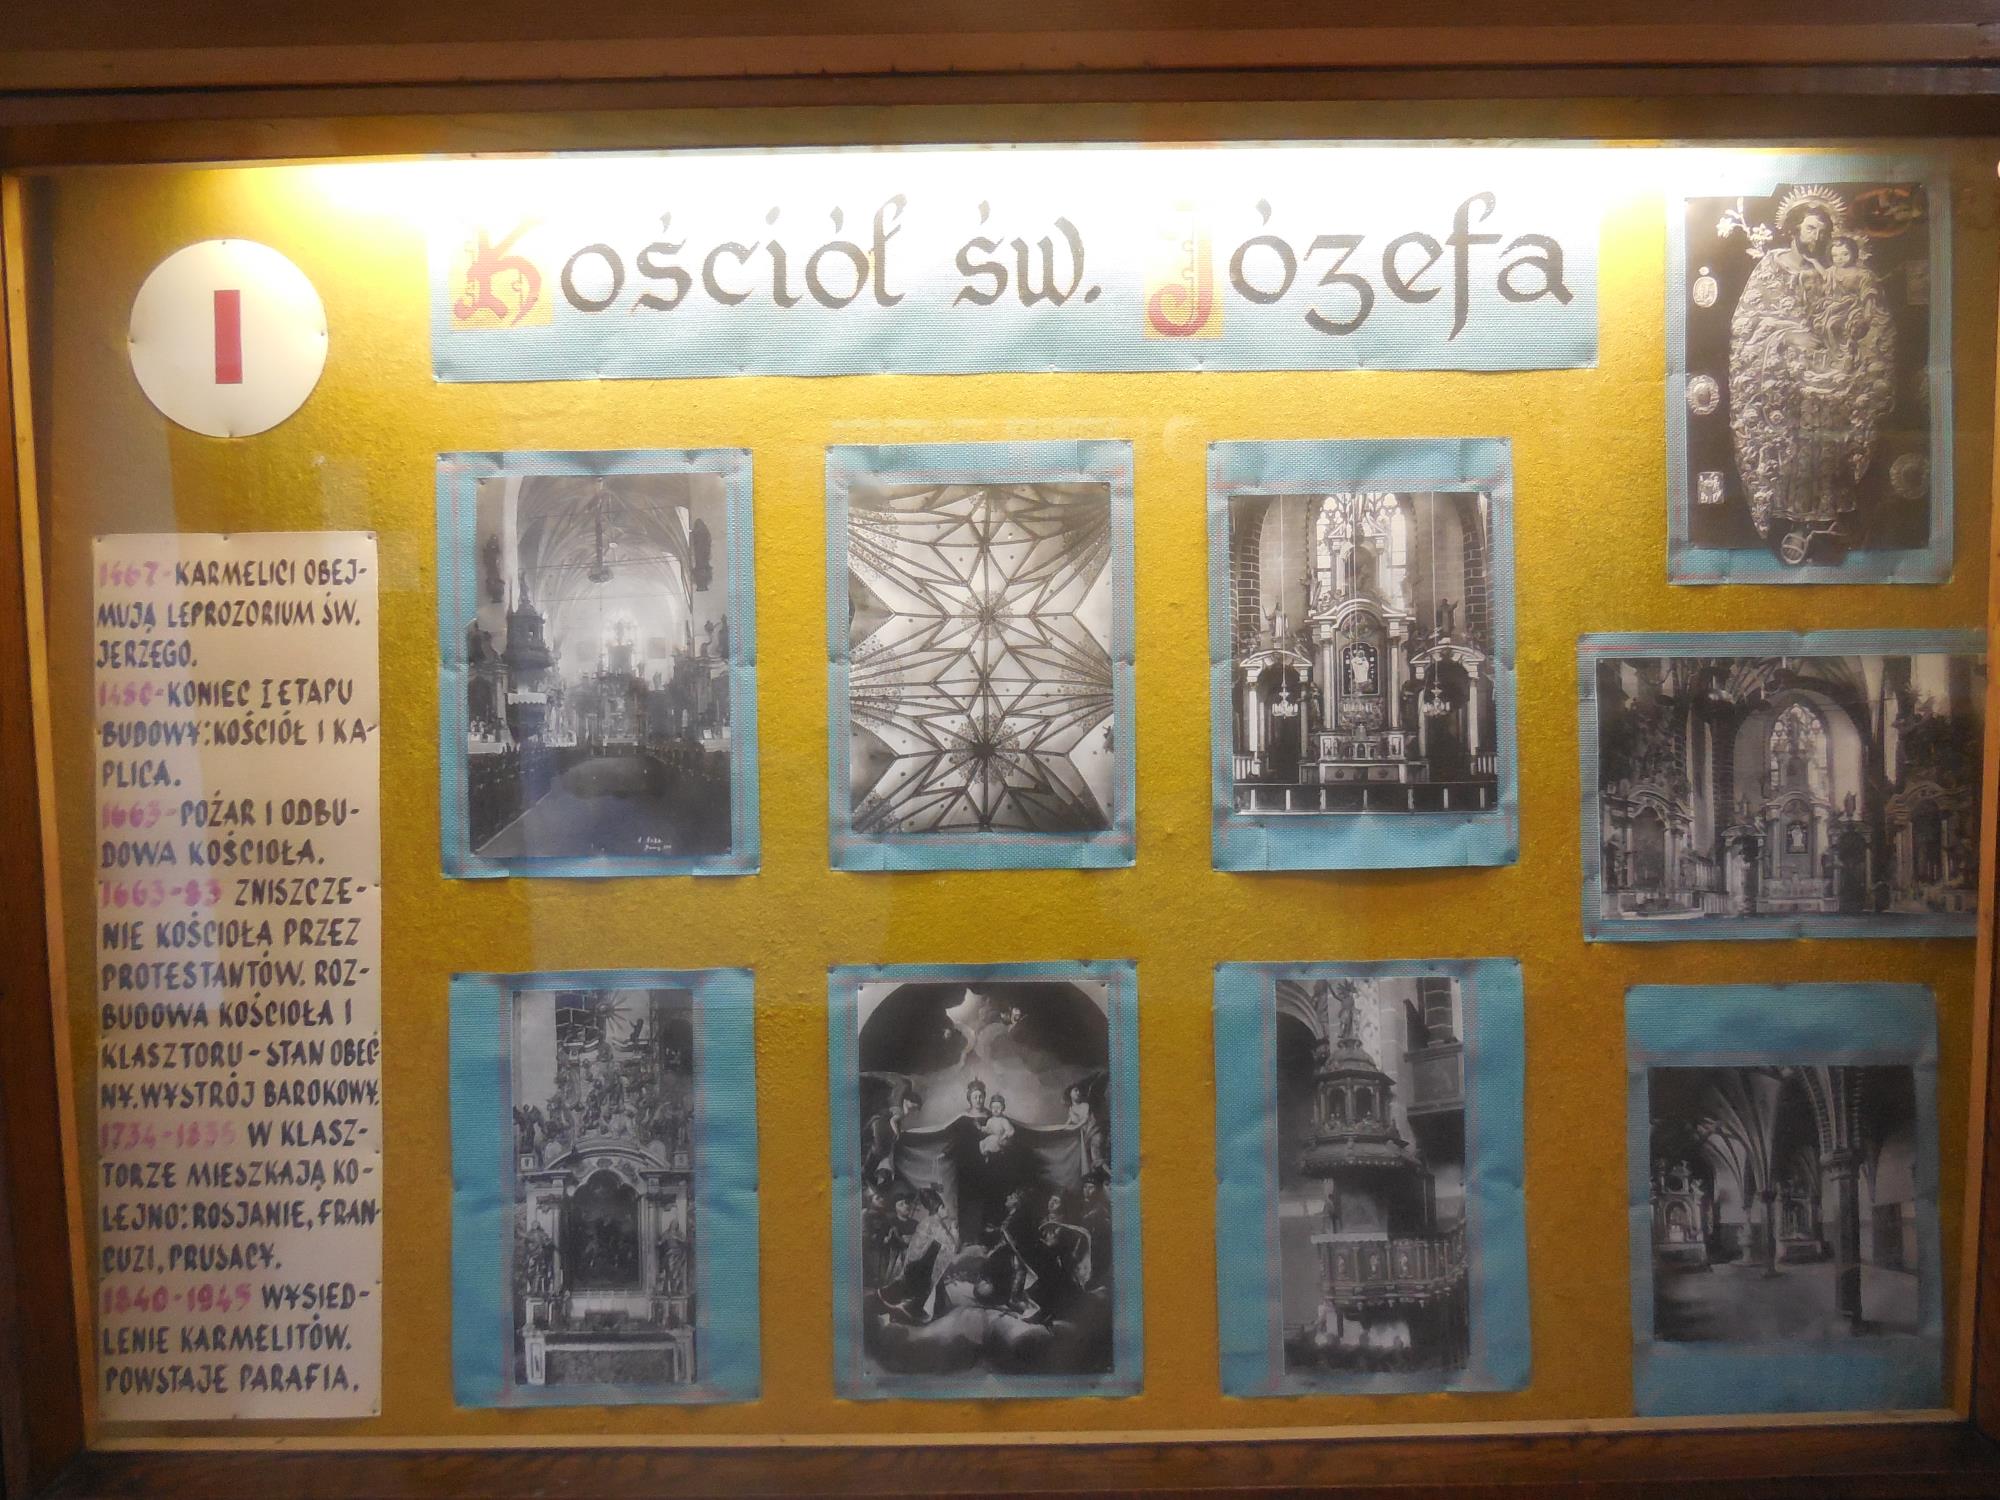 Kościół św. Józefa
I
1467-KARMELICI OBEJ-
MUJĄ LEPROZORIUM ŚW.
JERZEGO.
1480-KONIEC I ETAPU
BUDOWY: KOŚCIÓŁ I KA-
PLICA.
1663-POŻAR I ODBU-
DOWA KOŚCIOŁA.
1663-83 ZNISZCZE-
NIE KOŚCIOŁA PRZEZ
PROTESTANTÓW. ROZ-
BUDOWA KOŚCIOŁA I
KLASZTORU-STAN OBEC-
NY. WYSTRÓJ BAROKOWY.
1734-1835 W KLASZ-
TORZE MIESZKAJĄ KO-
LEJNO: ROSJANIE, FRAN-
CUZI, PRUSACY.
1840-1945 WYSIED-
LENIE KARMELITÓW.
POWSTAJE PARAFIA.